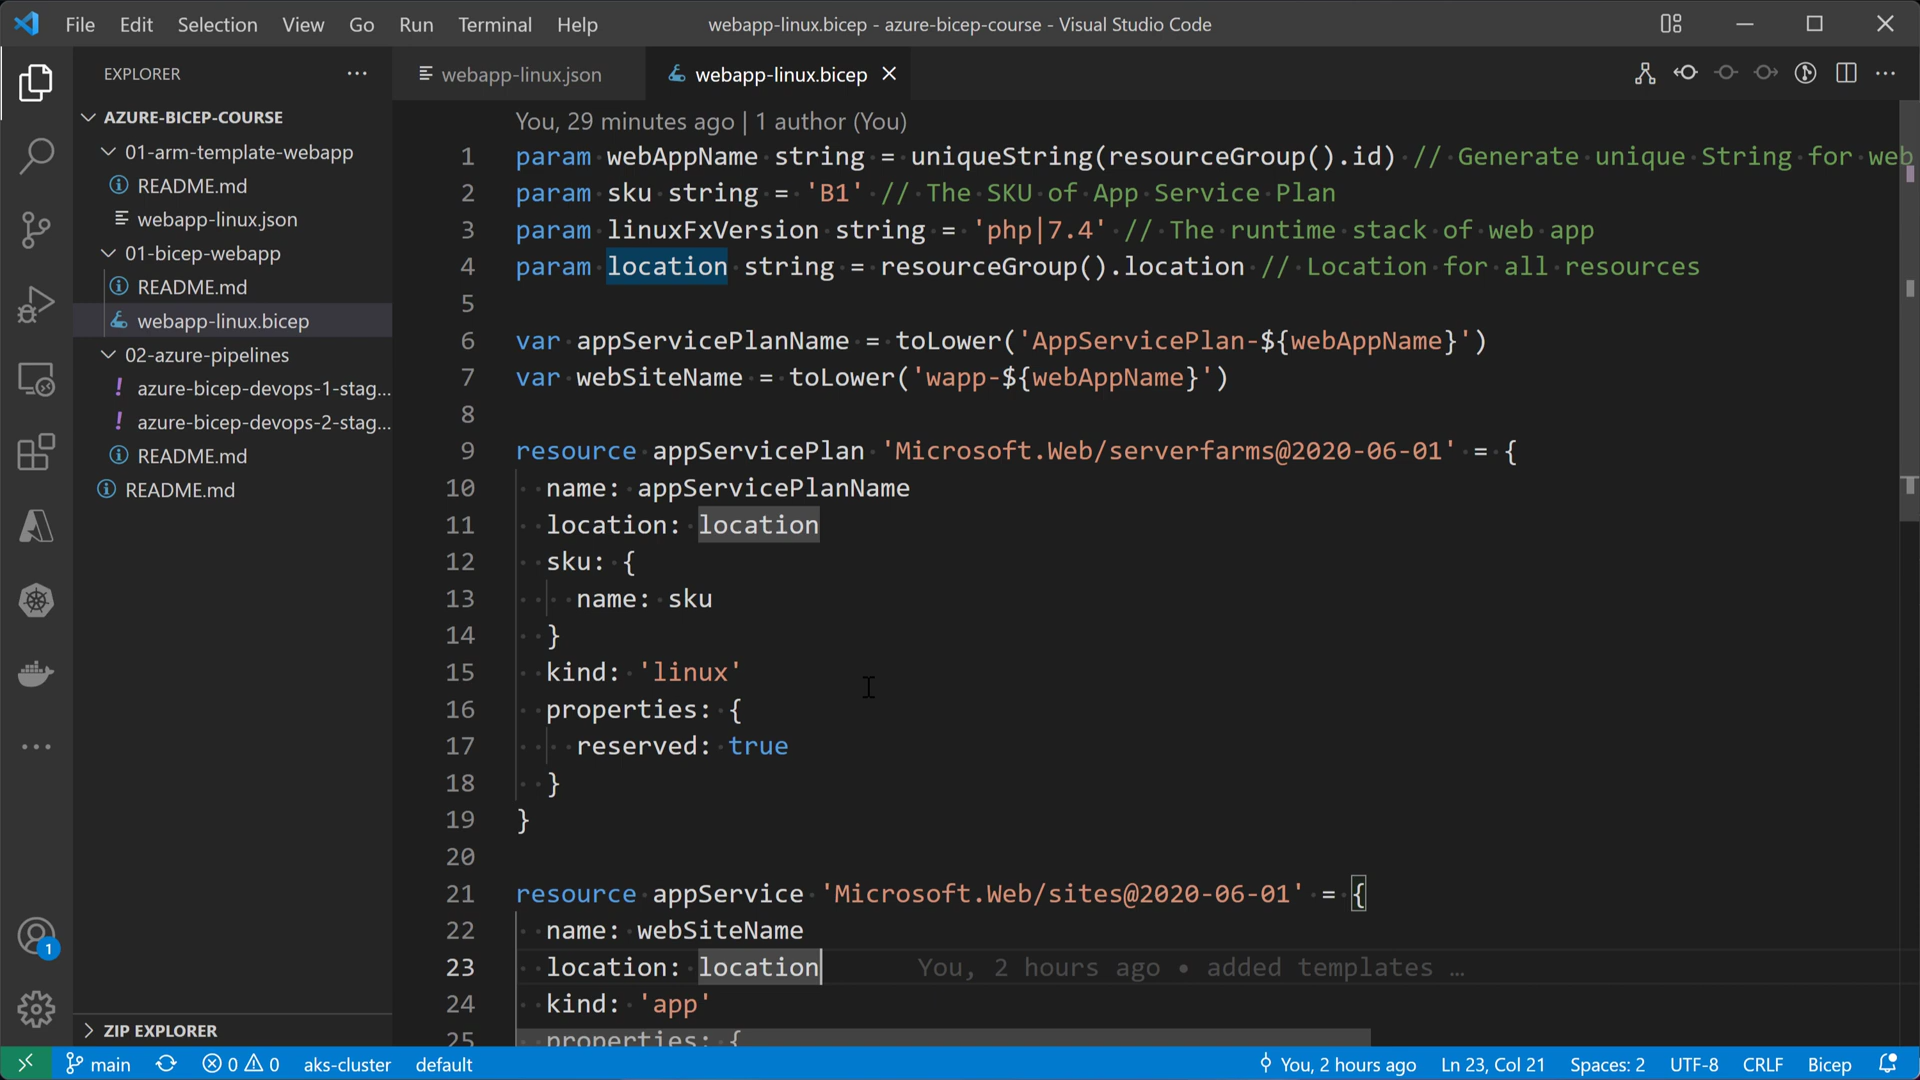 File Edit Selection View Go Run Terminal Help
webapp-linux.bicep - azure-bicep-course - Visual Studio Code
EXPLORER
AZURE-BICEP-COURSE
01-arm-template-webapp
README.md
webapp-linux.json
01-bicep-webapp
README.md
webapp-linux.bicep
02-azure-pipelines
azure-bicep-devops-1-stag...
azure-bicep-devops-2-stag...
README.md
README.md
ZIP EXPLORER
1
webapp-linux.json
webapp-linux.bicep
You, 29 minutes ago | 1 author (You)
1 param webAppName string = uniqueString(resourceGroup().id) // Generate unique String for web
2 param sku string = 'B1' // The SKU of App Service Plan
3 param linuxFxVersion string = 'php|7.4' // The runtime stack of web app
4 param location string = resourceGroup().location // Location for all resources
5
6 var appServicePlanName = toLower('AppServicePlan-${webAppName}')
7 var webSiteName = toLower('wapp-${webAppName}')
8
9 resource appServicePlan 'Microsoft.Web/serverfarms@2020-06-01' = {
10 name: appServicePlanName
11 location: location
12 sku: {
13 name: sku
14 }
15 kind: 'linux'
16 properties: {
17 reserved: true
18 }
19 }
20
21 resource appService 'Microsoft.Web/sites@2020-06-01' = {
22 name: webSiteName
23 location: location You, 2 hours ago • added templates …
24 kind: 'app'
25 properties: {
main 0 0 aks-cluster default
You, 2 hours ago Ln 23, Col 21 Spaces: 2 UTF-8 CRLF Bicep